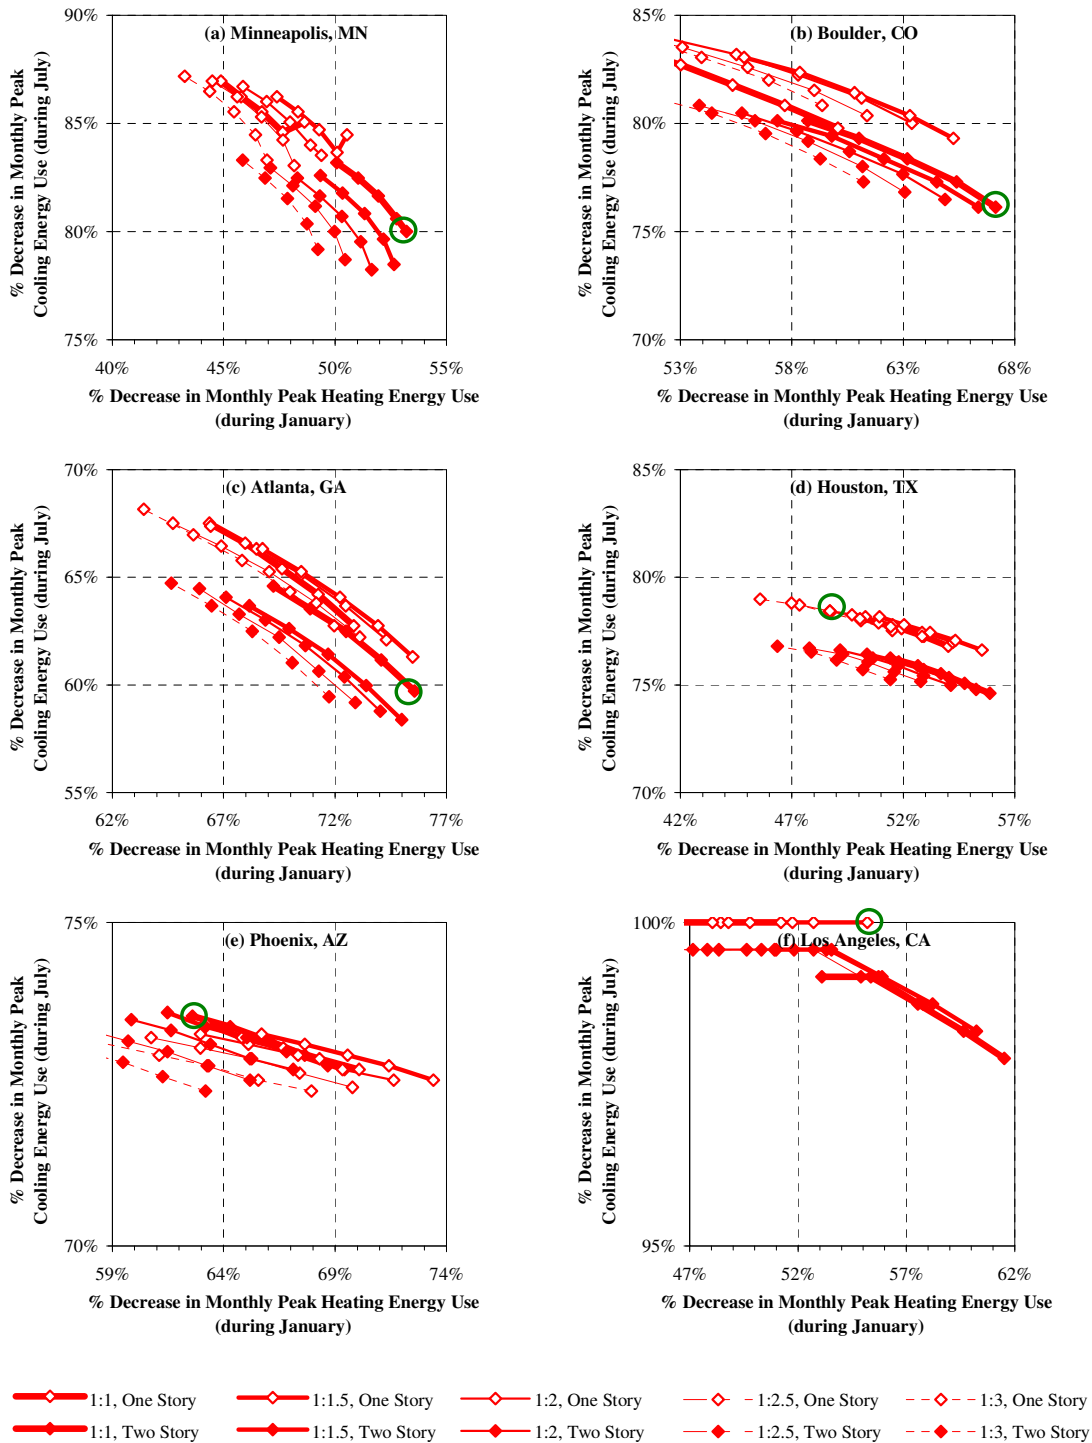 90%
85%
80%
75%
40% 45% 50% 55%
(a) Minneapolis, MN
% Decrease in Monthly Peak
Cooling Energy Use (during July)
% Decrease in Monthly Peak Heating Energy Use
(during January)
85%
80%
75%
70%
53% 58% 63% 68%
(b) Boulder, CO
% Decrease in Monthly Peak
Cooling Energy Use (during July)
% Decrease in Monthly Peak Heating Energy Use
(during January)
70%
65%
60%
55%
62% 67% 72% 77%
(c) Atlanta, GA
% Decrease in Monthly Peak
Cooling Energy Use (during July)
% Decrease in Monthly Peak Heating Energy Use
(during January)
85%
80%
75%
70%
42% 47% 52% 57%
(d) Houston, TX
% Decrease in Monthly Peak
Cooling Energy Use (during July)
% Decrease in Monthly Peak Heating Energy Use
(during January)
75%
70%
59% 64% 69% 74%
(e) Phoenix, AZ
% Decrease in Monthly Peak
Cooling Energy Use (during July)
% Decrease in Monthly Peak Heating Energy Use
(during January)
100%
95%
47% 52% 57% 62%
(f) Los Angeles, CA
% Decrease in Monthly Peak
Cooling Energy Use (during July)
% Decrease in Monthly Peak Heating Energy Use
(during January)
1:1, One Story 1:1.5, One Story 1:2, One Story 1:2.5, One Story 1:3, One Story
1:1, Two Story 1:1.5, Two Story 1:2, Two Story 1:2.5, Two Story 1:3, Two Story